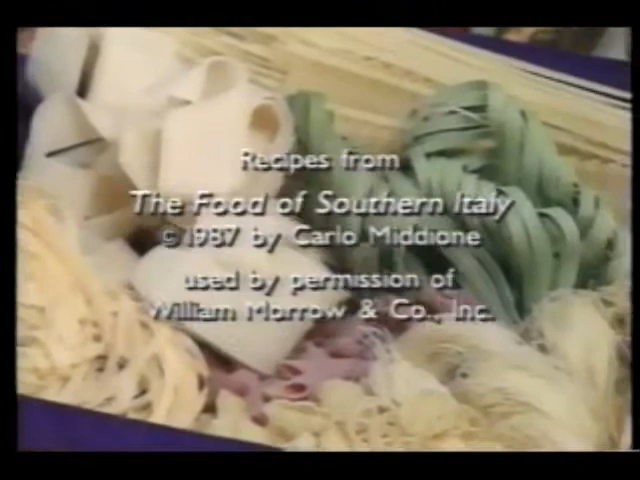 Recipes from
The Food of Southern Italy
© 1987 by Carlo Middione
used by permission of
William Morrow & Co., Inc.